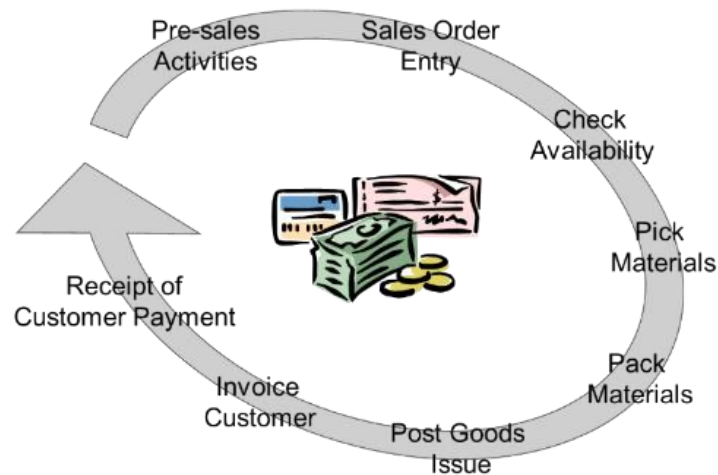 Pre-sales
Activities
Sales Order
Entry
Check
Availability
Pick
Materials
Pack
Materials
Post Goods
Issue
Invoice
Customer
Receipt of
Customer Payment
$